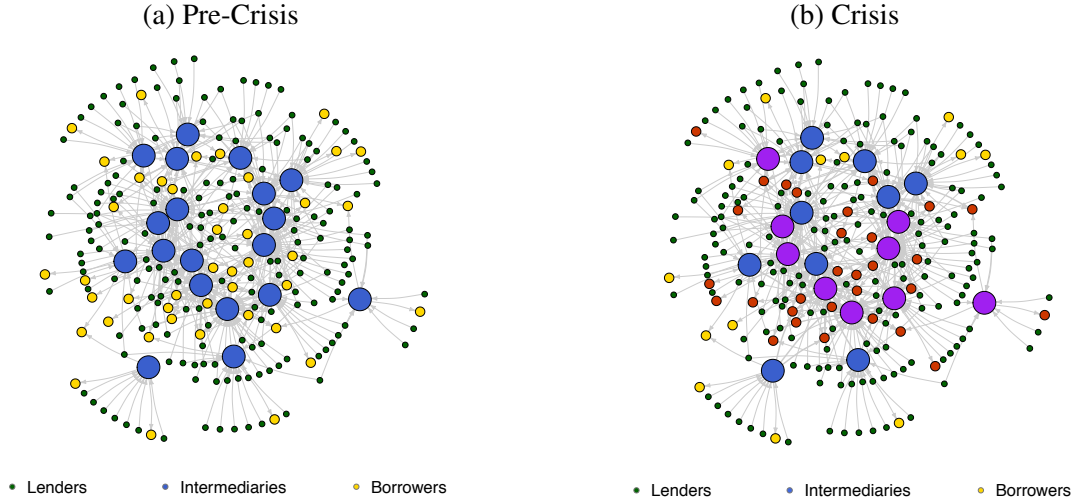 (a) Pre-Crisis
(b) Crisis
Lenders
Intermediaries
Borrowers
Lenders
Intermediaries
Borrowers